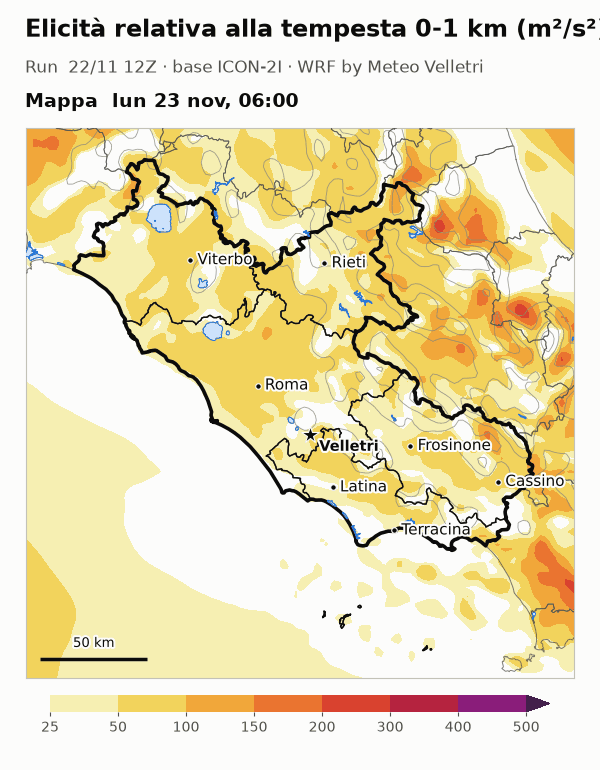 Elicità relativa alla tempesta 0-1 km (m²/s²)
Run 22/11 12Z · base ICON-2I · WRF by Meteo Velletri
Mappa lun 23 nov, 06:00
Viterbo
Rieti
Roma
Velletri
Frosinone
Cassino
Latina
Terracina
50 km
25 50 100 150 200 300 400 500